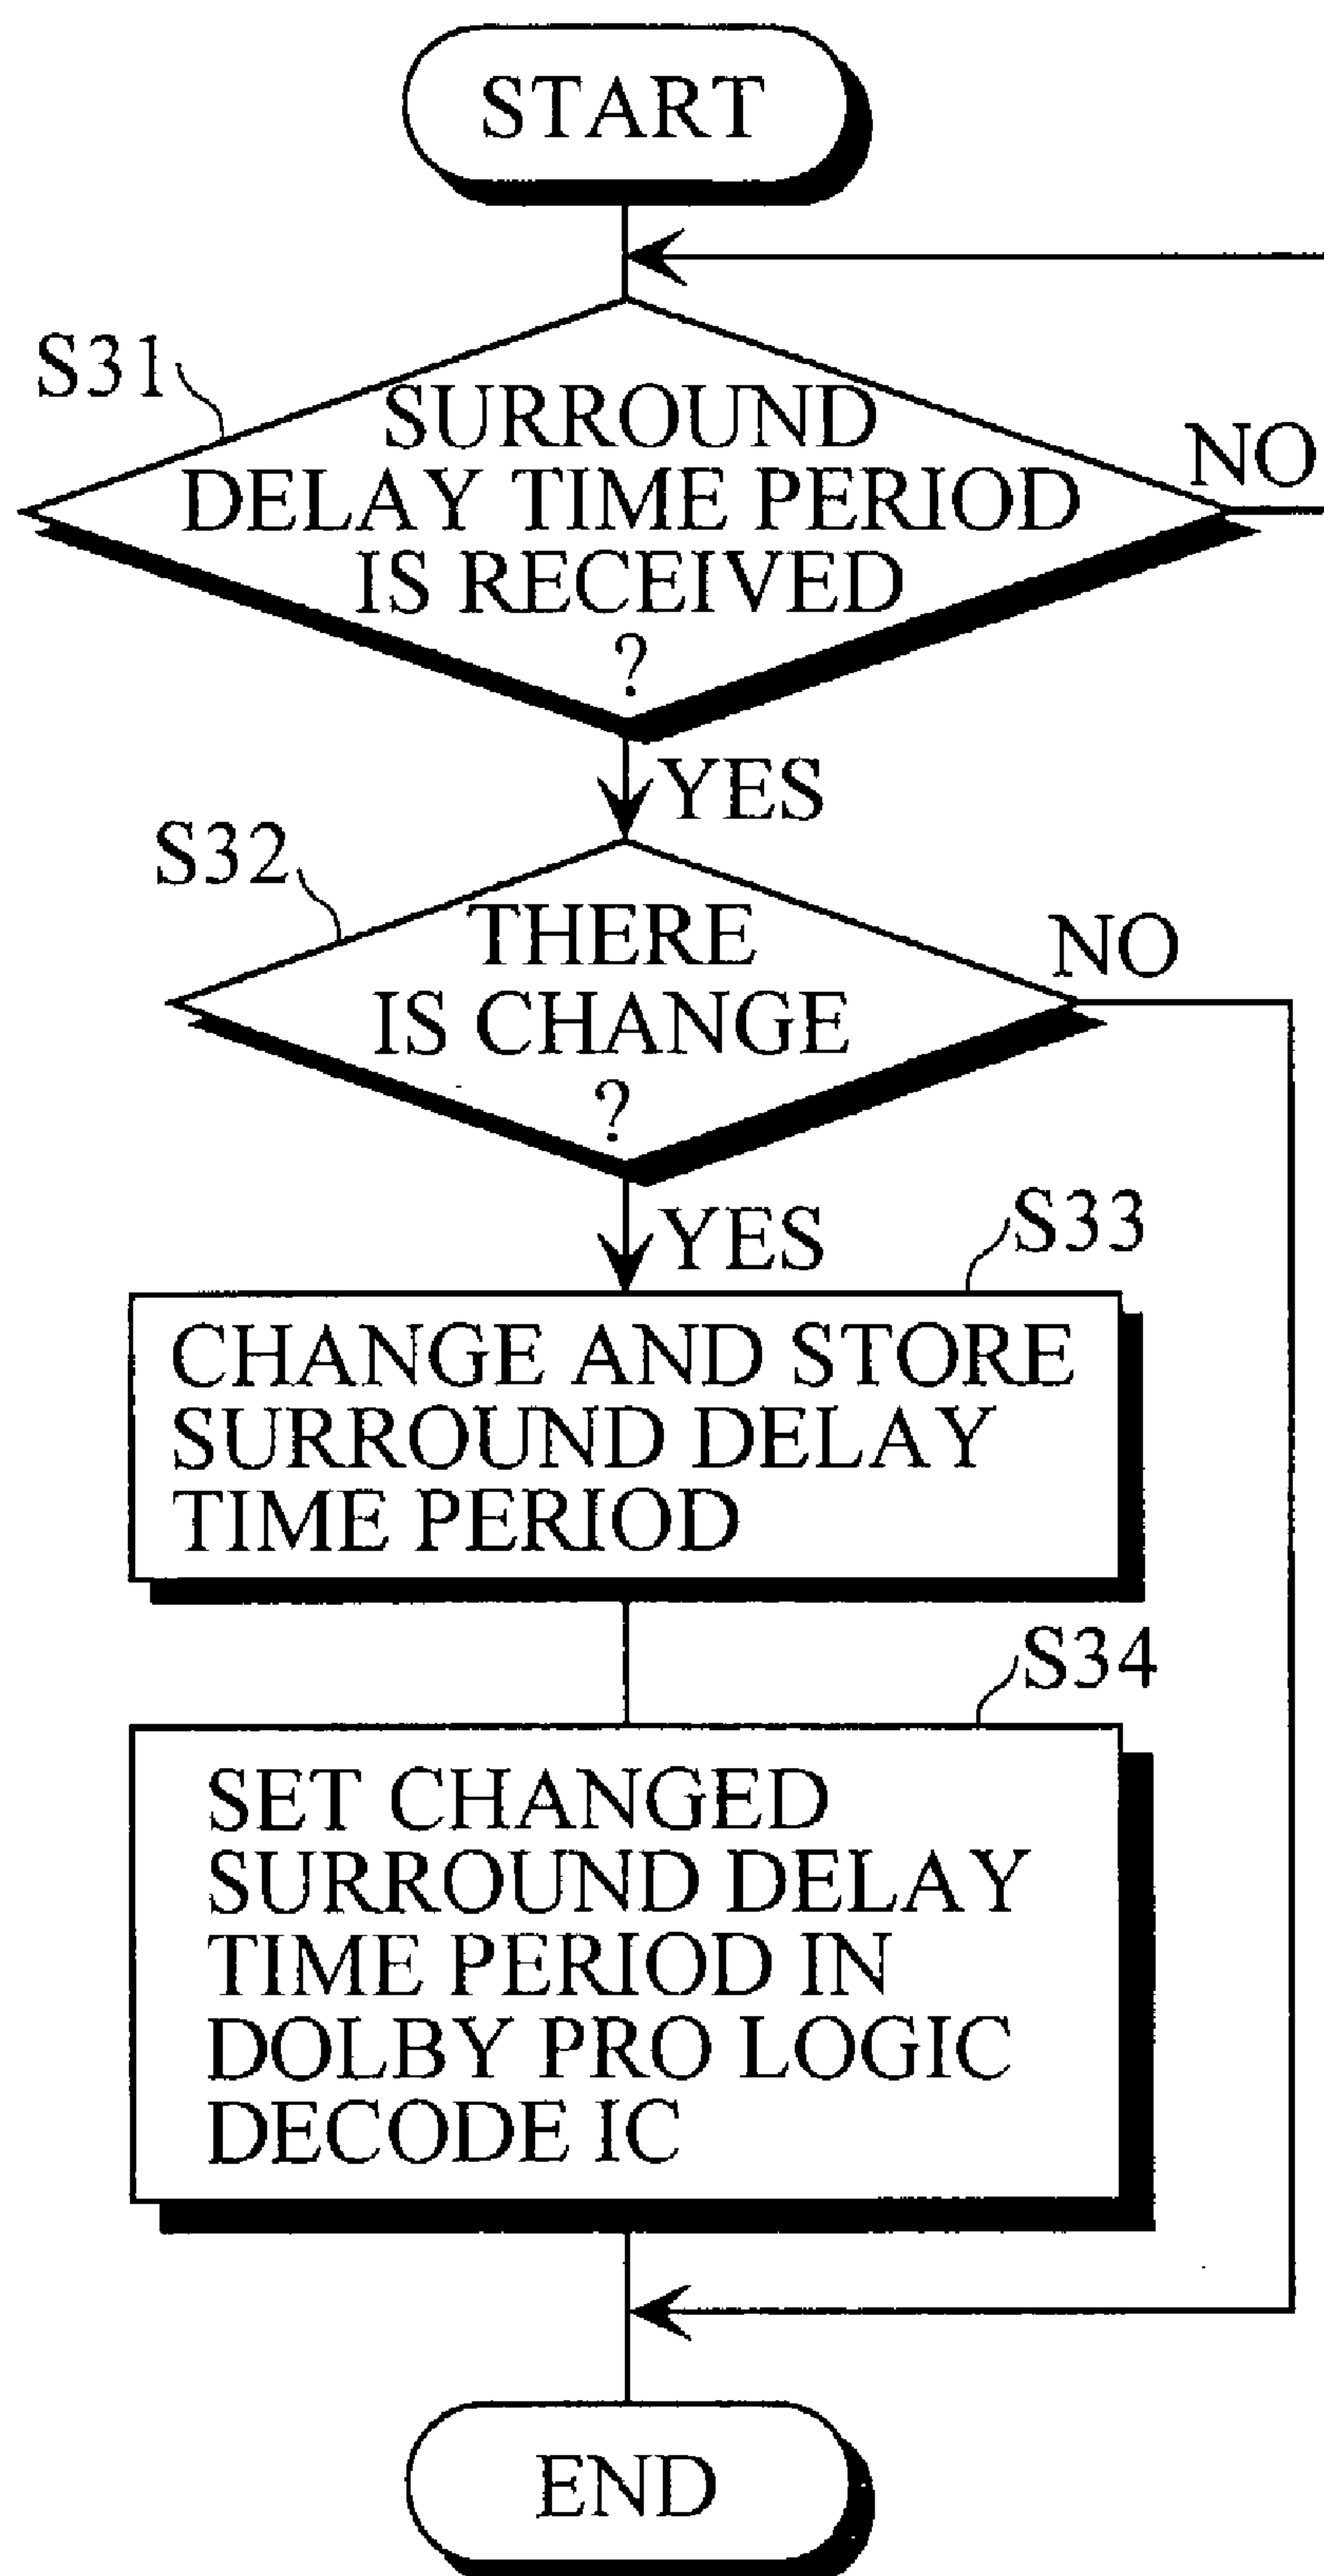 START
S31
SURROUND
DELAY TIME PERIOD
IS RECEIVED
?
NO
YES
S32
THERE
IS CHANGE
?
NO
YES
S33
CHANGE AND STORE
SURROUND DELAY
TIME PERIOD
S34
SET CHANGED
SURROUND DELAY
TIME PERIOD IN
DOLBY PRO LOGIC
DECODE IC
END